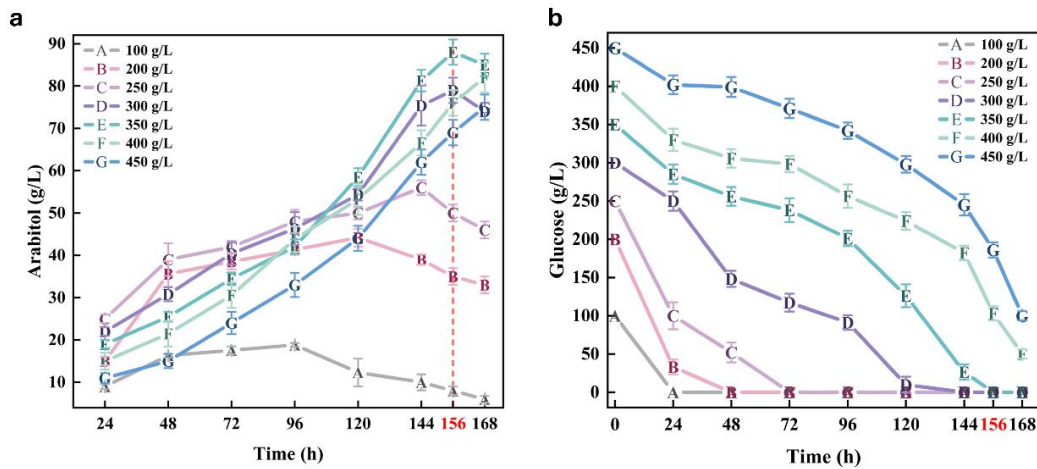 a
Arabitol (g/L)
90
80
70
60
50
40
30
20
10
A 100 g/L
B 200 g/L
C 250 g/L
D 300 g/L
E 350 g/L
F 400 g/L
G 450 g/L
24 48 72 96 120 144 156 168
Time (h)
b
Glucose (g/L)
450
400
350
300
250
200
150
100
50
0
A 100 g/L
B 200 g/L
C 250 g/L
D 300 g/L
E 350 g/L
F 400 g/L
G 450 g/L
0 24 48 72 96 120 144 156 168
Time (h)